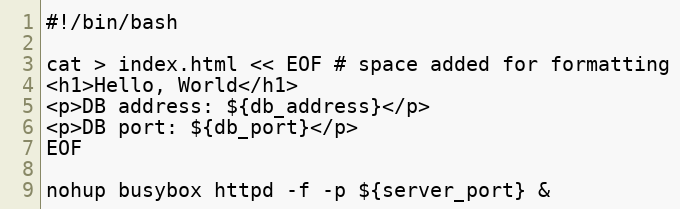 1 #!/bin/bash
2
3 cat > index.html << EOF # space added for formatting
4 <h1>Hello, World</h1>
5 <p>DB address: ${db_address}</p>
6 <p>DB port: ${db_port}</p>
7 EOF
8
9 nohup busybox httpd -f -p ${server_port} &